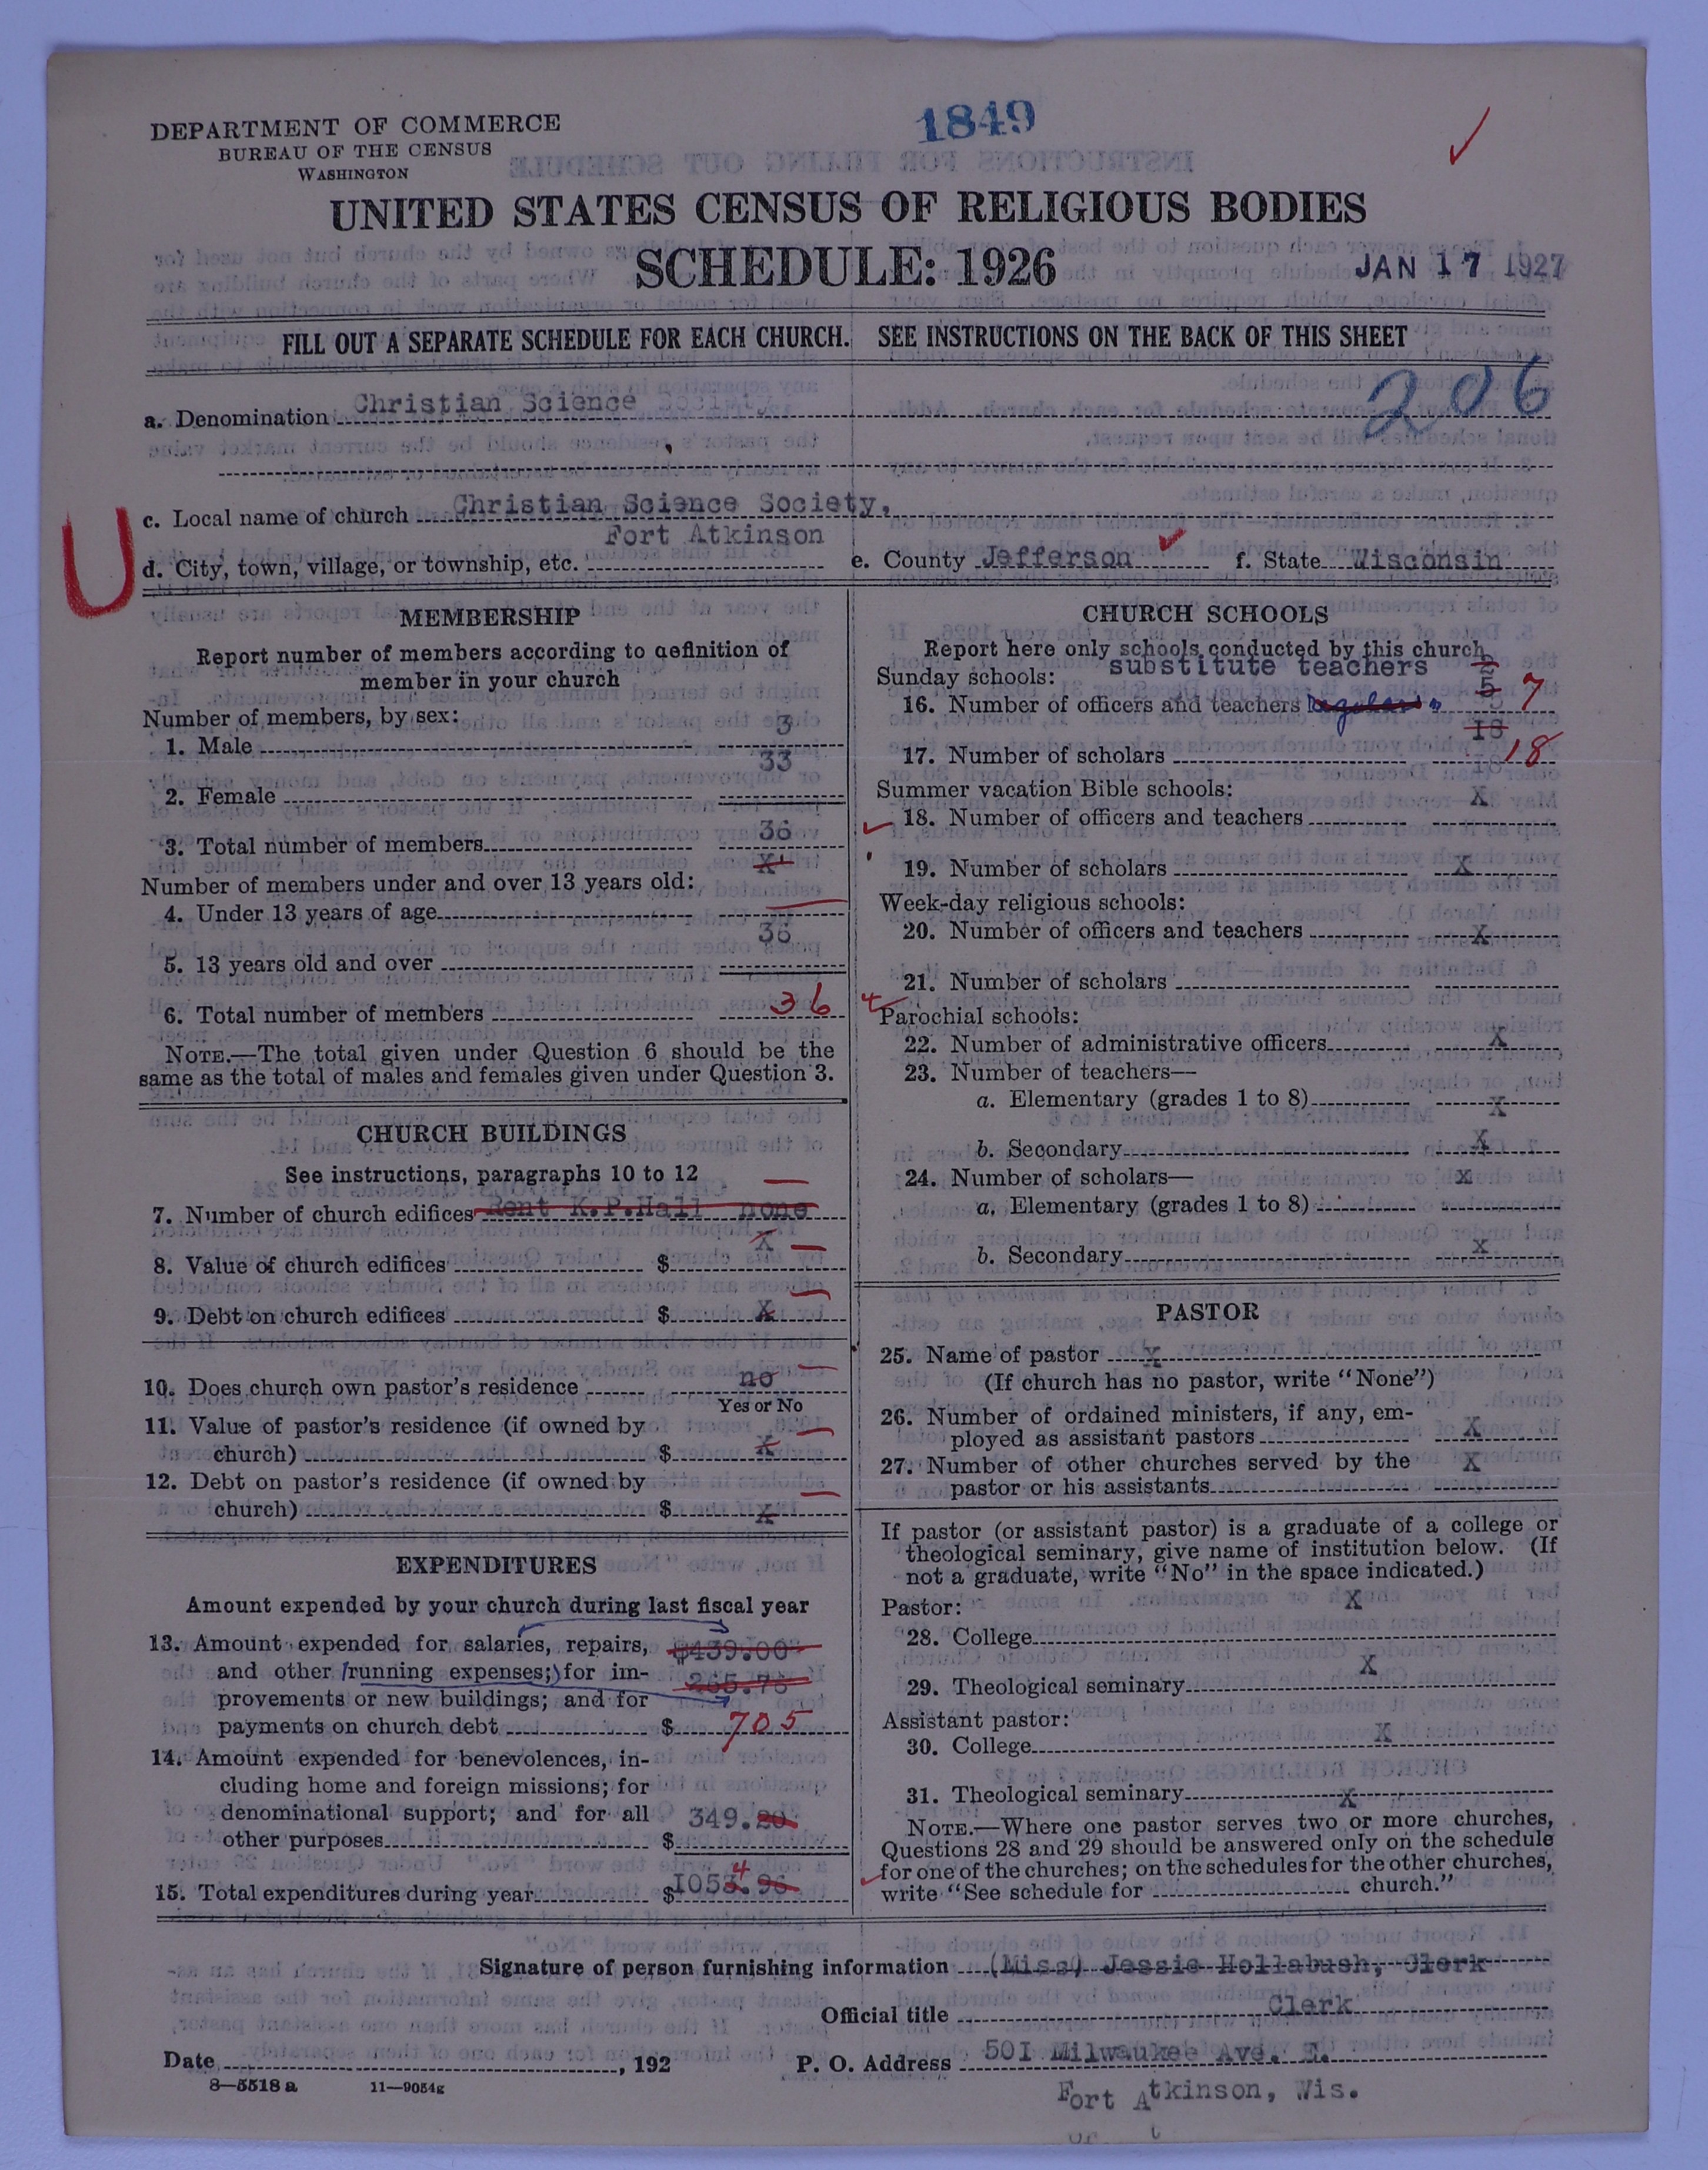 DEPARTMENT OF COMMERCE
BUREAU OF THE CENSUS
WASHINGTON
1849
UNITED STATES CENSUS OF RELIGIOUS BODIES
SCHEDULE: 1926
JAN 17 1927
FILL OUT A SEPARATE SCHEDULE FOR EACH CHURCH. SEE INSTRUCTIONS ON THE BACK OF THIS SHEET
206
a. Denomination Christian Science
U
c. Local name of church Christian Science Society,
d. City, town, village, or township, etc. Fort Atkinson e. County Jefferson f. State Wisconsin
MEMBERSHIP
Report number of members according to definition of
member in your church
Number of members, by sex:
1. Male 3
2. Female 33
3. Total number of members 36
X
Number of members under and over 13 years old:
4. Under 13 years of age
5. 13 years old and over 36
6. Total number of members 36
NOTE.—The total given under Question 6 should be the
same as the total of males and females given under Question 3.
CHURCH BUILDINGS
See instructions, paragraphs 10 to 12
7. Number of church edifices Rent K.P.Hall none
8. Value of church edifices $ X
9. Debt on church edifices $ X
10. Does church own pastor's residence no
Yes or No
11. Value of pastor's residence (if owned by
church) $ X
12. Debt on pastor's residence (if owned by
church) $ X
EXPENDITURES
Amount expended by your church during last fiscal year
13. Amount expended for salaries, repairs, $439.00
and other (running expenses;) for im- 265.76
provements or new buildings; and for
payments on church debt $ 705
14. Amount expended for benevolences, in-
cluding home and foreign missions; for
denominational support; and for all 349.20
other purposes $
4
15. Total expenditures during year $1053.96
CHURCH SCHOOLS
Report here only schools conducted by this church
Sunday schools: substitute teachers 2
16. Number of officers and teachers regulars " 5 7
17. Number of scholars 18 18
Summer vacation Bible schools:
18. Number of officers and teachers X
19. Number of scholars X
Week-day religious schools:
20. Number of officers and teachers X
21. Number of scholars
Parochial schools:
22. Number of administrative officers X
23. Number of teachers—
a. Elementary (grades 1 to 8) X
b. Secondary X
24. Number of scholars— X
a. Elementary (grades 1 to 8)
b. Secondary X
PASTOR
25. Name of pastor X
(If church has no pastor, write "None")
26. Number of ordained ministers, if any, em-
ployed as assistant pastors X
27. Number of other churches served by the X
pastor or his assistants
If pastor (or assistant pastor) is a graduate of a college or
theological seminary, give name of institution below. (If
not a graduate, write "No" in the space indicated.)
Pastor: X
28. College
29. Theological seminary X
Assistant pastor:
30. College X
31. Theological seminary X
NOTE.—Where one pastor serves two or more churches,
Questions 28 and 29 should be answered only on the schedule
for one of the churches; on the schedules for the other churches,
write "See schedule for church."
Signature of person furnishing information (Miss) Jessie Hollabush, Clerk
Official title Clerk
Date , 192 P. O. Address 501 Milwaukee Ave. E.
8—5518 a 11—9054g
Fort Atkinson, Wis.